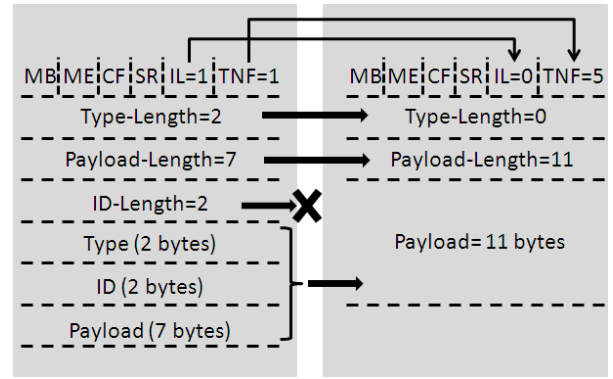 MB ME CF SR IL=1 TNF=1
Type-Length=2
Payload-Length=7
ID-Length=2
Type (2 bytes)
ID (2 bytes)
Payload (7 bytes)
MB ME CF SR IL=0 TNF=5
Type-Length=0
Payload-Length=11
Payload= 11 bytes